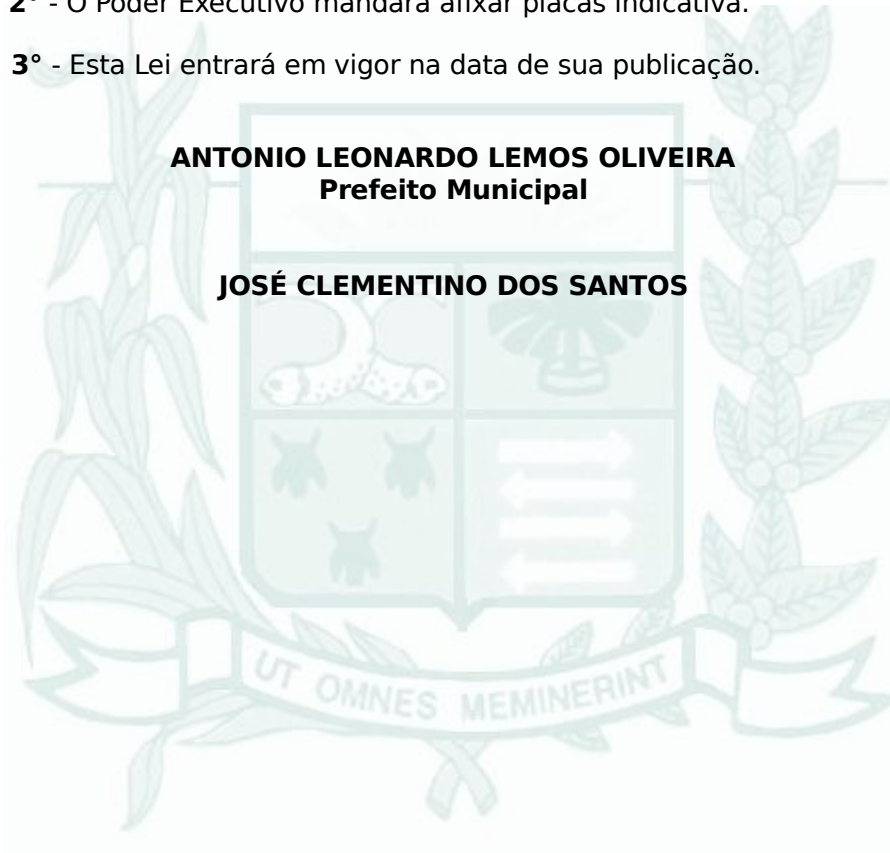 2° - O Poder Executivo mandará afixar placas indicativa.
3° - Esta Lei entrará em vigor na data de sua publicação.
ANTONIO LEONARDO LEMOS OLIVEIRA
Prefeito Municipal
JOSÉ CLEMENTINO DOS SANTOS
UT OMNES MEMINERINT